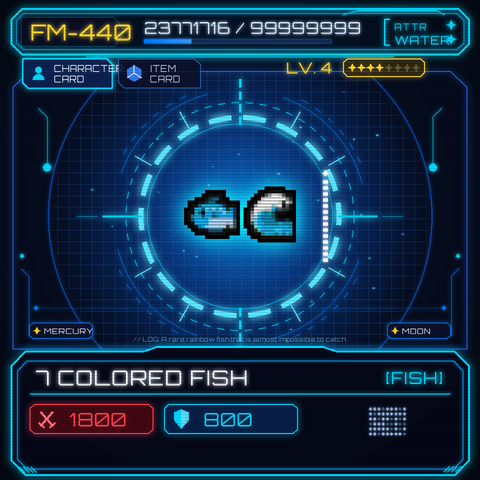 FM-440
23771716 / 99999999
ATTR
WATER
CHARACTER
CARD
ITEM
CARD
LV. 4
MERCURY
MOON
// LOG: A rare rainbow fish that is almost impossible to catch.
7 COLORED FISH
[FISH]
1800
800